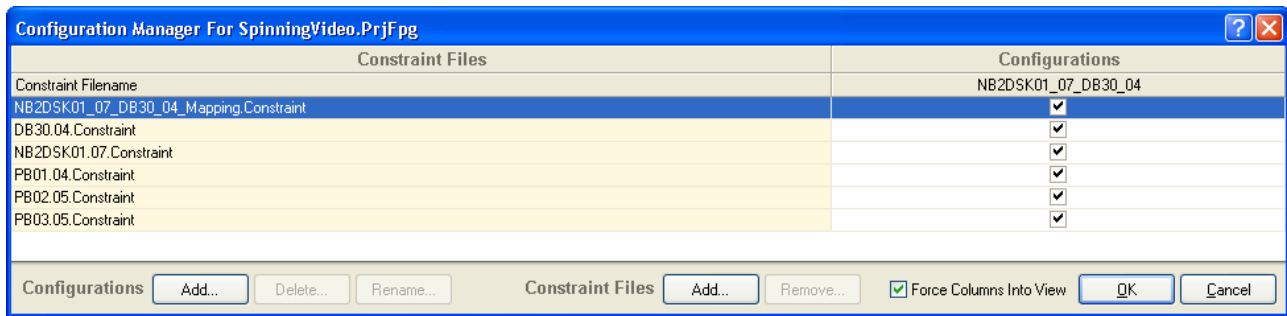 Configuration Manager For SpinningVideo.PrjFpg
Constraint Files Configurations
Constraint Filename NB2DSK01_07_DB30_04
NB2DSK01_07_DB30_04_Mapping.Constraint
DB30.04.Constraint
NB2DSK01.07.Constraint
PB01.04.Constraint
PB02.05.Constraint
PB03.05.Constraint
Configurations Add... Delete... Rename... Constraint Files Add... Remove... Force Columns Into View OK Cancel